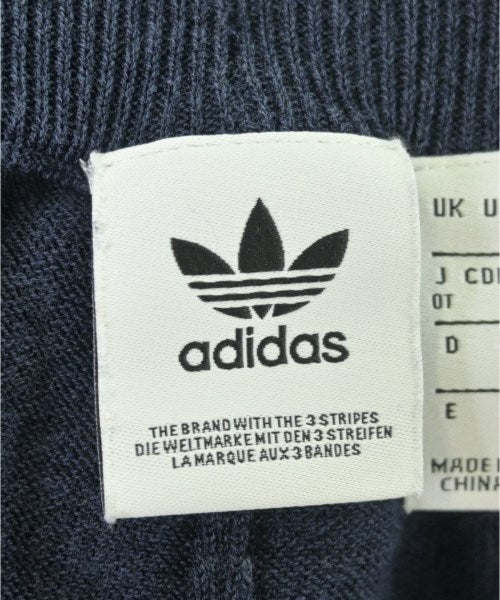 adidas
THE BRAND WITH THE 3 STRIPES
DIE WELTMARKE MIT DEN 3 STREIFEN
LA MARQUE AUX 3 BANDES
UK U
J
OT
D
E
MADE
CHINA